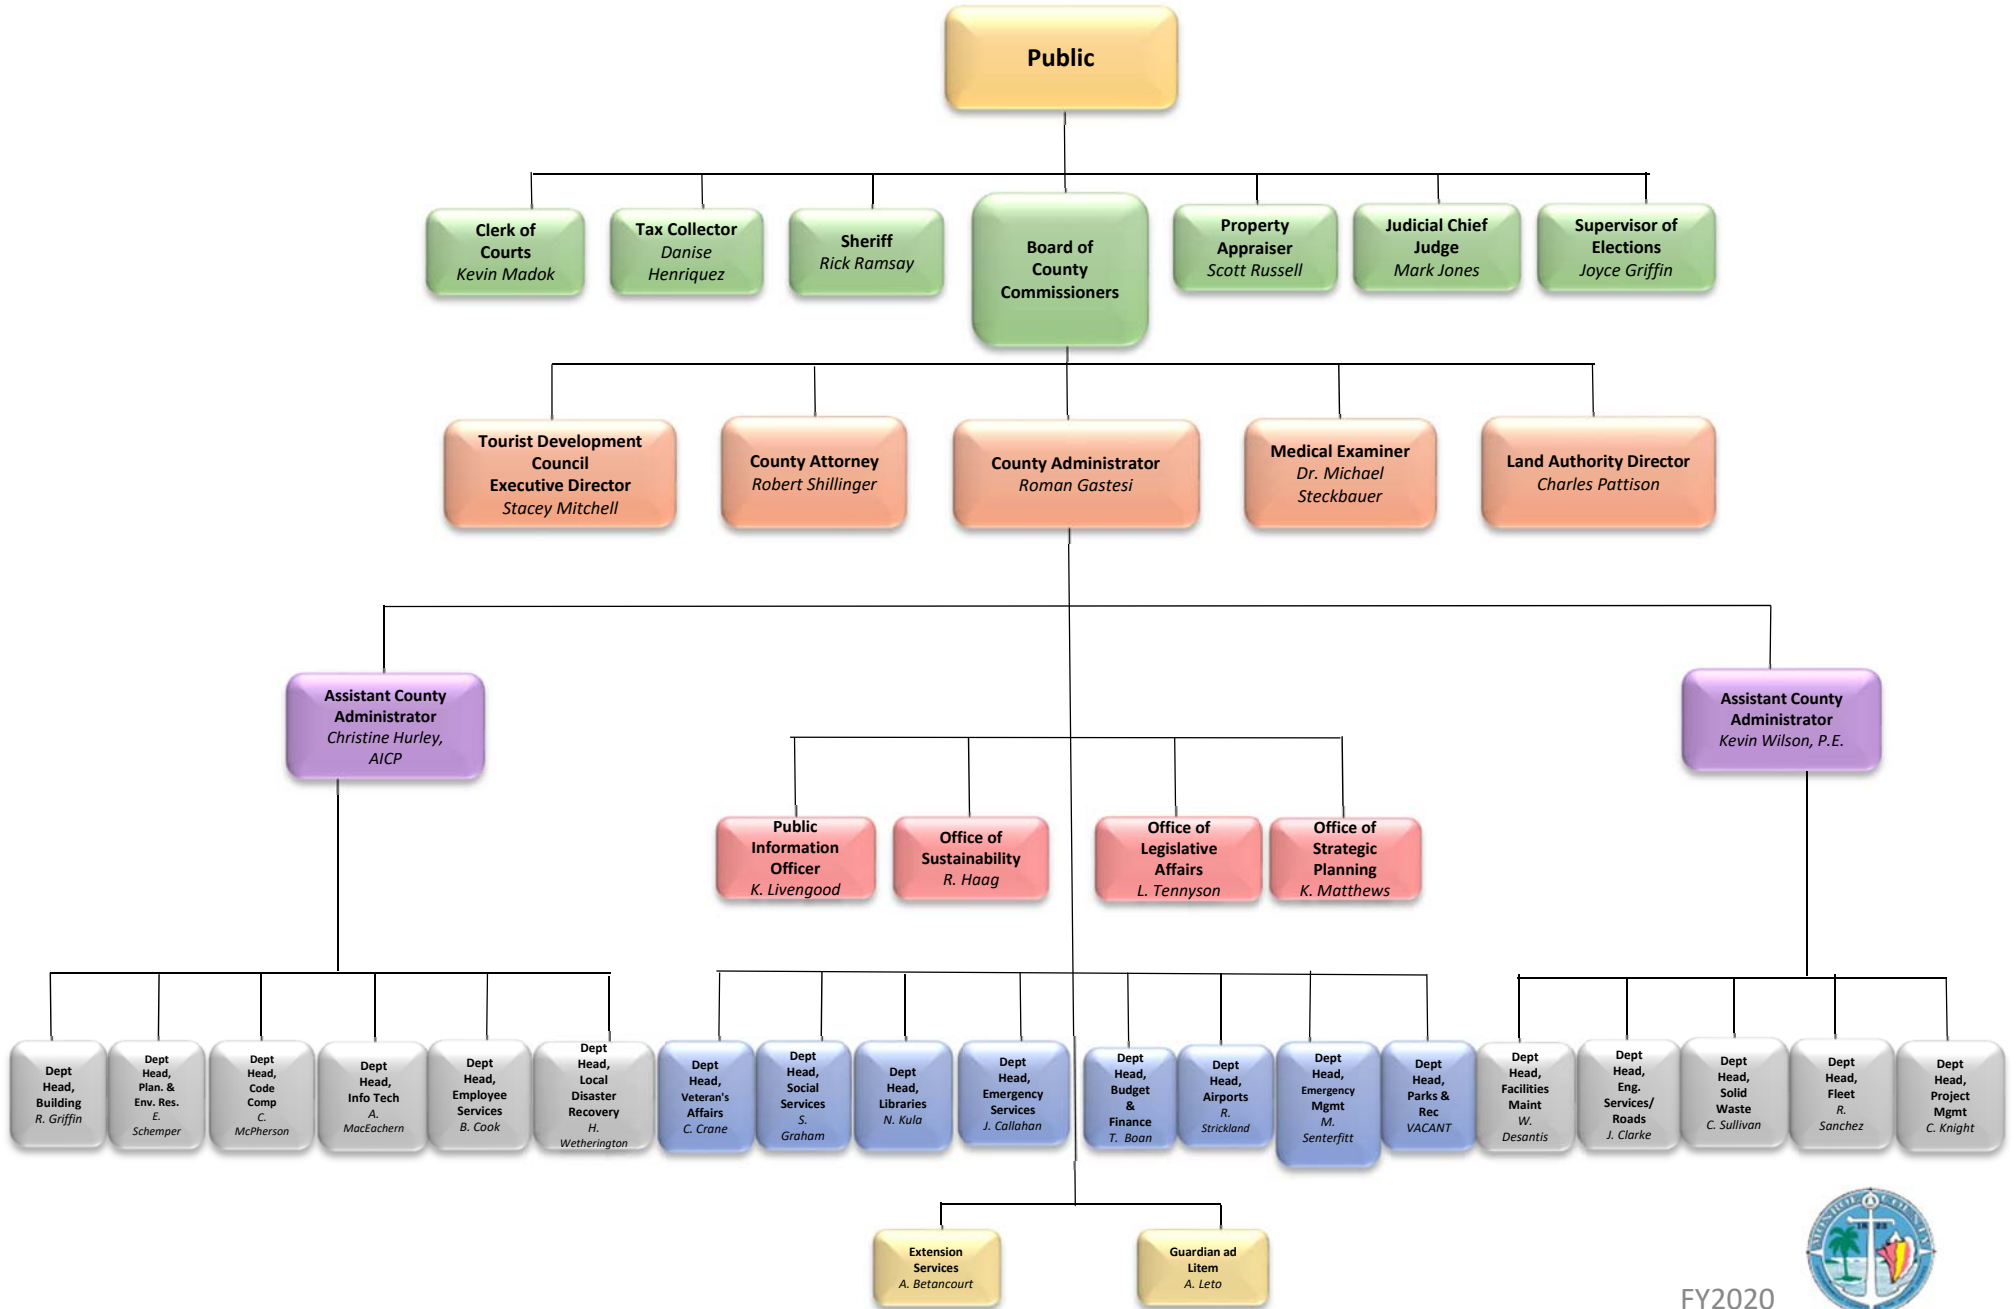 Public
Clerk of
Courts
Kevin Madok
Tax Collector
Danise
Henriquez
Sheriff
Rick Ramsay
Board of
County
Commissioners
Property
Appraiser
Scott Russell
Judicial Chief
Judge
Mark Jones
Supervisor of
Elections
Joyce Griffin
Tourist Development
Council
Executive Director
Stacey Mitchell
County Attorney
Robert Shillinger
County Administrator
Roman Gastesi
Medical Examiner
Dr. Michael
Steckbauer
Land Authority Director
Charles Pattison
Assistant County
Administrator
Christine Hurley,
AICP
Assistant County
Administrator
Kevin Wilson, P.E.
Public
Information
Officer
K. Livengood
Office of
Sustainability
R. Haag
Office of
Legislative
Affairs
L. Tennyson
Office of
Strategic
Planning
K. Matthews
Dept
Head,
Building
R. Griffin
Dept
Head,
Plan. &
Env. Res.
E.
Schemper
Dept
Head,
Code
Comp
C.
McPherson
Dept
Head,
Info Tech
A.
MacEachern
Dept
Head,
Employee
Services
B. Cook
Dept
Head,
Local
Disaster
Recovery
H.
Wetherington
Dept
Head,
Veteran's
Affairs
C. Crane
Dept
Head,
Social
Services
S.
Graham
Dept
Head,
Libraries
N. Kula
Dept
Head,
Emergency
Services
J. Callahan
Dept
Head,
Budget
&
Finance
T. Boan
Dept
Head,
Airports
R.
Strickland
Dept
Head,
Emergency
Mgmt
M.
Senterfitt
Dept
Head,
Parks &
Rec
VACANT
Dept
Head,
Facilities
Maint
W.
Desantis
Dept
Head,
Eng.
Services/
Roads
J. Clarke
Dept
Head,
Solid
Waste
C. Sullivan
Dept
Head,
Fleet
R.
Sanchez
Dept
Head,
Project
Mgmt
C. Knight
Extension
Services
A. Betancourt
Guardian ad
Litem
A. Leto
MONROE COUNTY
FY2020